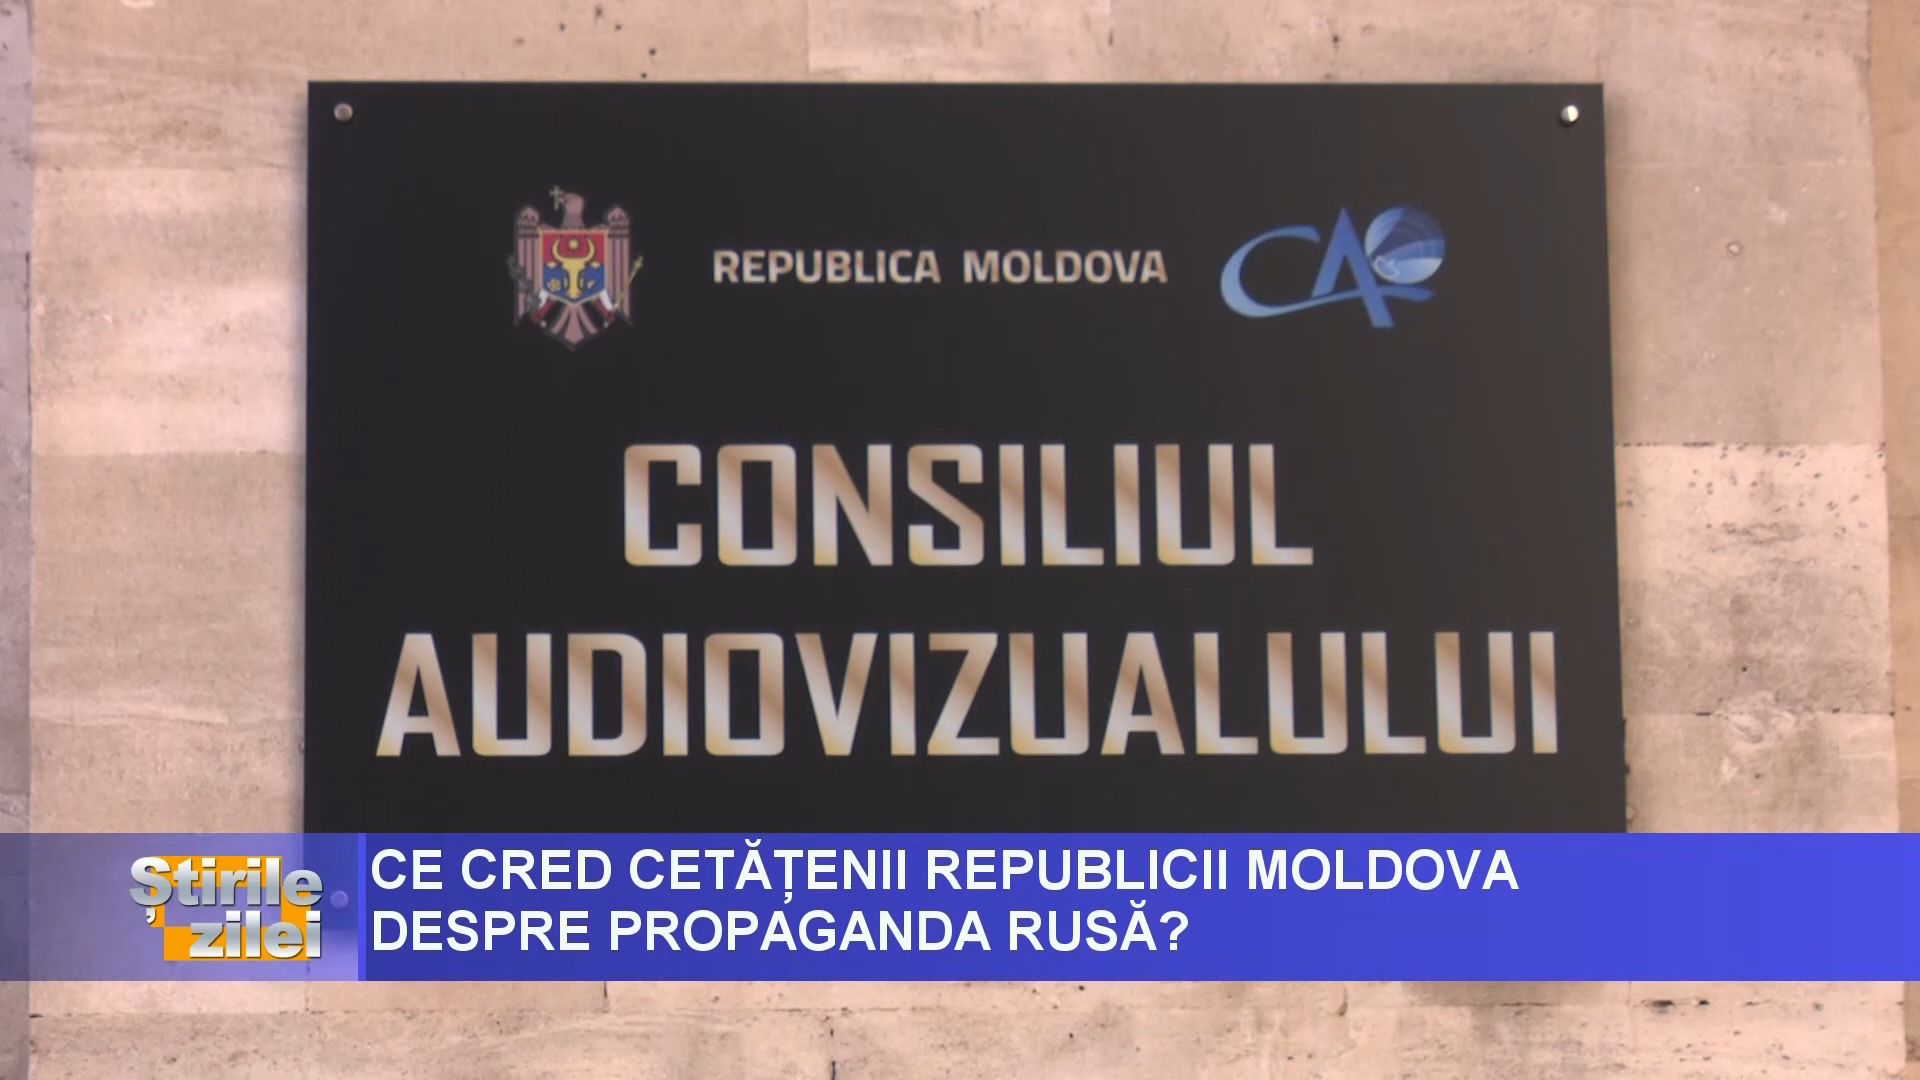 REPUBLICA MOLDOVA
CA
CONSILIUL
AUDIOVIZUALULUI
Știrile
zilei
CE CRED CETĂȚENII REPUBLICII MOLDOVA
DESPRE PROPAGANDA RUSĂ?